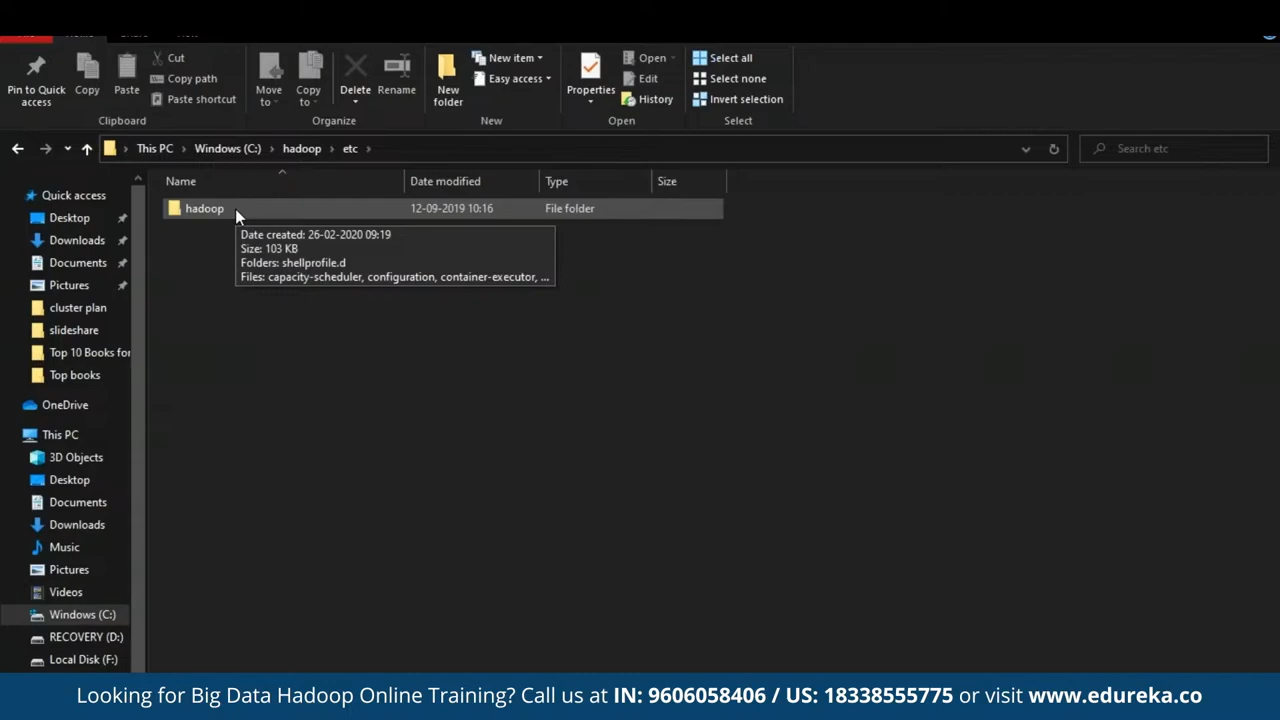 Cut
Copy path
Paste shortcut
Pin to Quick access
Copy
Paste
Clipboard
Move to
Copy to
Delete
Rename
Organize
New folder
New item
Easy access
New
Properties
Open
Edit
History
Open
Select all
Select none
Invert selection
Select
This PC > Windows (C:) > hadoop > etc >
Search etc
Name Date modified Type Size
hadoop 12-09-2019 10:16 File folder
Date created: 26-02-2020 09:19
Size: 103 KB
Folders: shellprofile.d
Files: capacity-scheduler, configuration, container-executor, ...
Quick access
Desktop
Downloads
Documents
Pictures
cluster plan
slideshare
Top 10 Books for
Top books
OneDrive
This PC
3D Objects
Desktop
Documents
Downloads
Music
Pictures
Videos
Windows (C:)
RECOVERY (D:)
Local Disk (F:)
Looking for Big Data Hadoop Online Training? Call us at IN: 9606058406 / US: 18338555775 or visit www.edureka.co